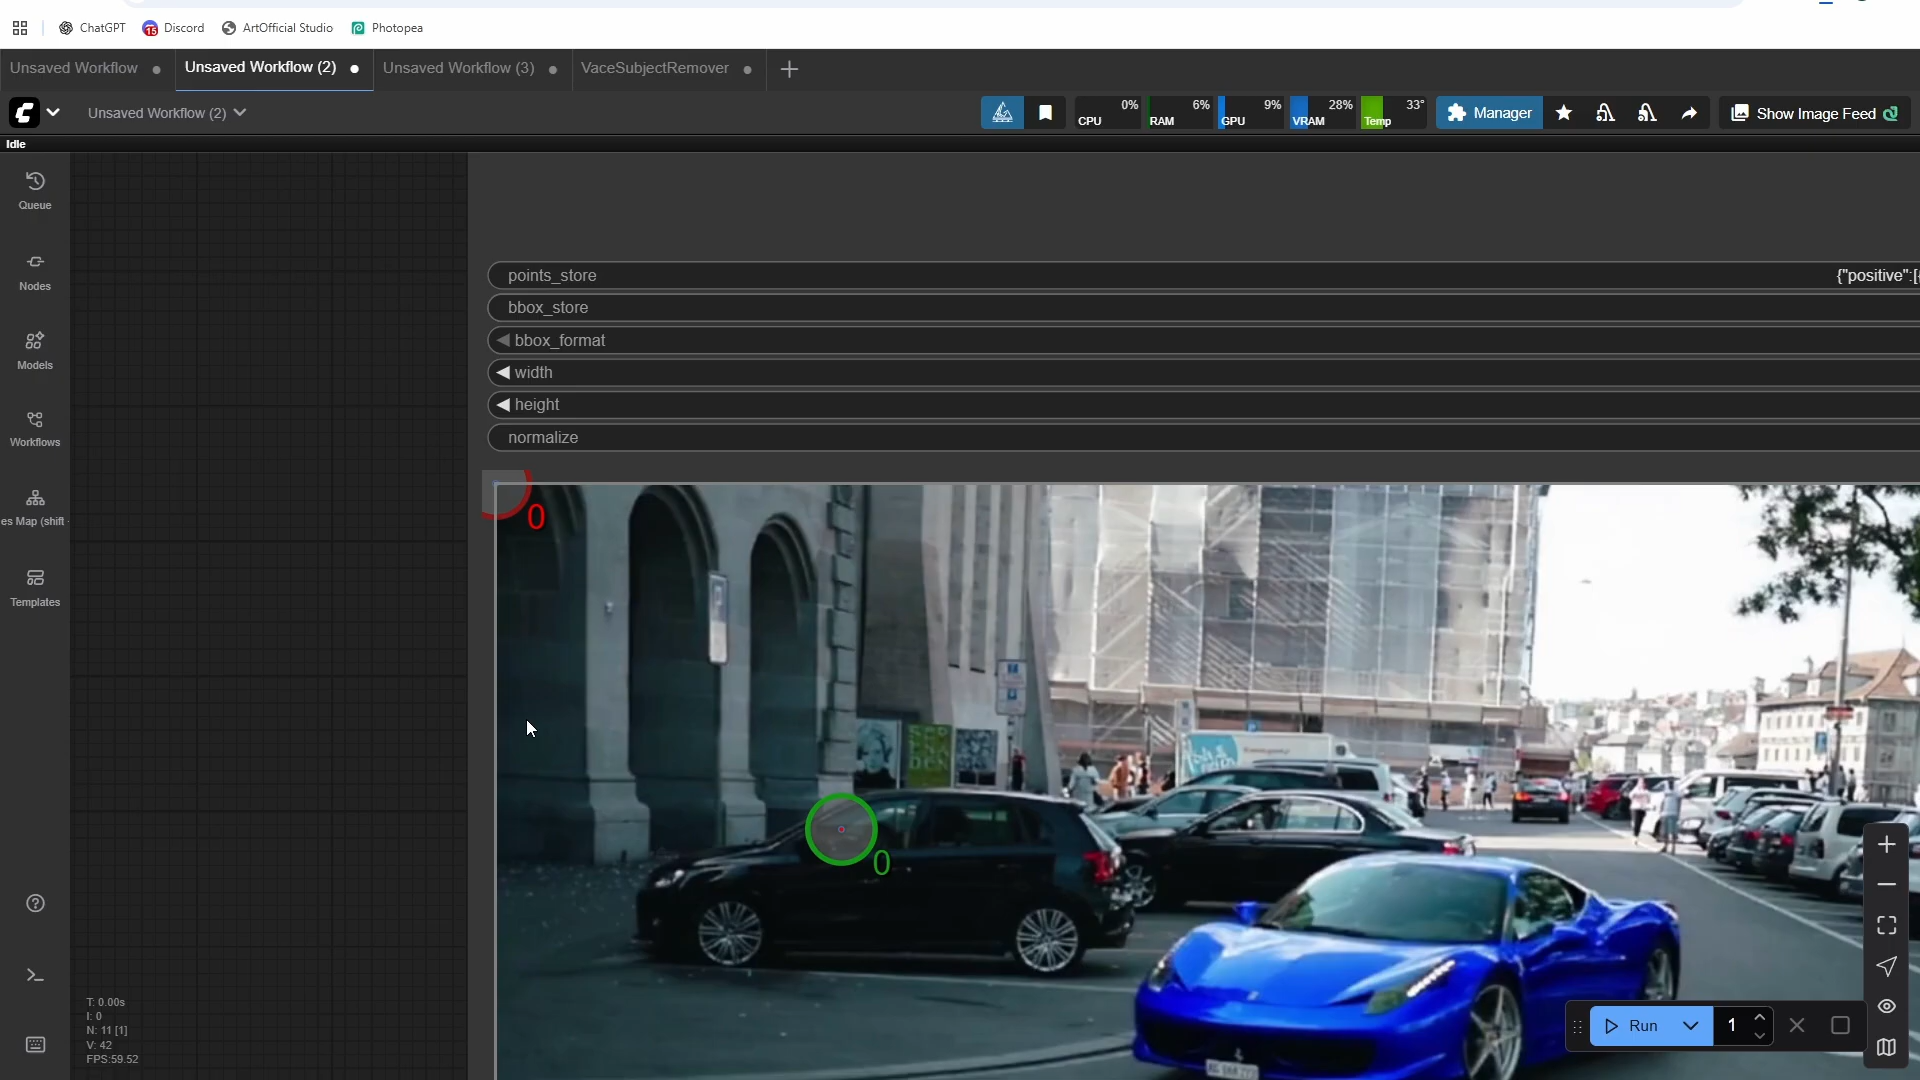 ChatGPT
15
Discord
ArtOfficial Studio
Photopea
Unsaved Workflow
Unsaved Workflow (2)
Unsaved Workflow (3)
VaceSubjectRemover
Unsaved Workflow (2)
CPU 0%
RAM 6%
GPU 9%
VRAM 28%
Temp 33°
Manager
Show Image Feed
Idle
Queue
Nodes
Models
Workflows
es Map (shift
Templates
points_store
{"positive":[{
bbox_store
bbox_format
width
height
normalize
0
0
T: 0.00s
I: 0
N: 11 [1]
V: 42
FPS:59.52
Run
1